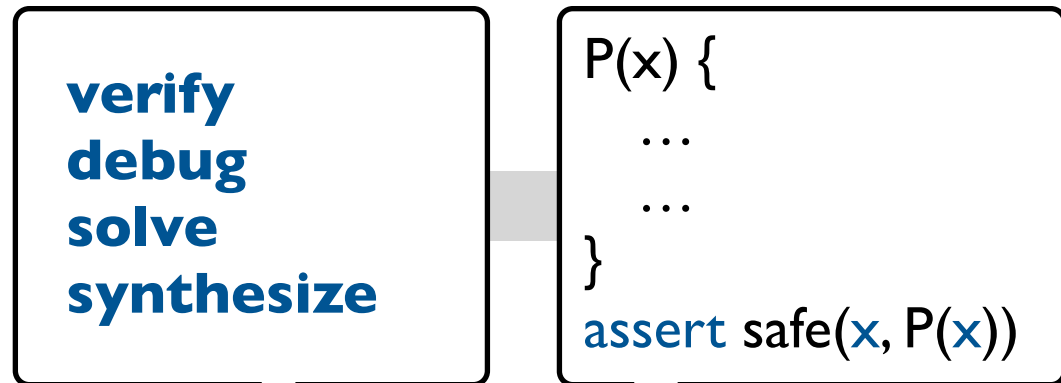 verify
debug
solve
synthesize
P(x) {
…
…
}
assert safe(x, P(x))